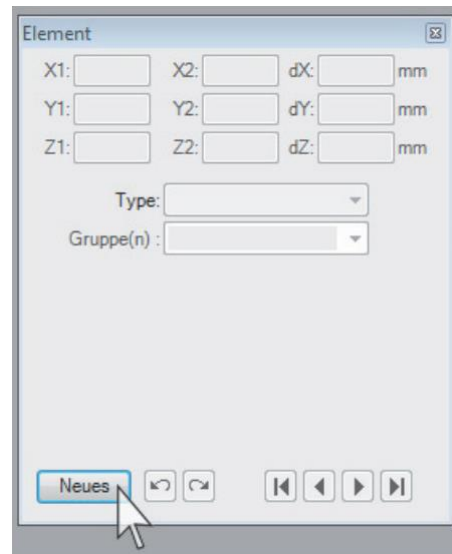 Element
X1: X2: dX: mm
Y1: Y2: dY: mm
Z1: Z2: dZ: mm
Type:
Gruppe(n) :
Neues